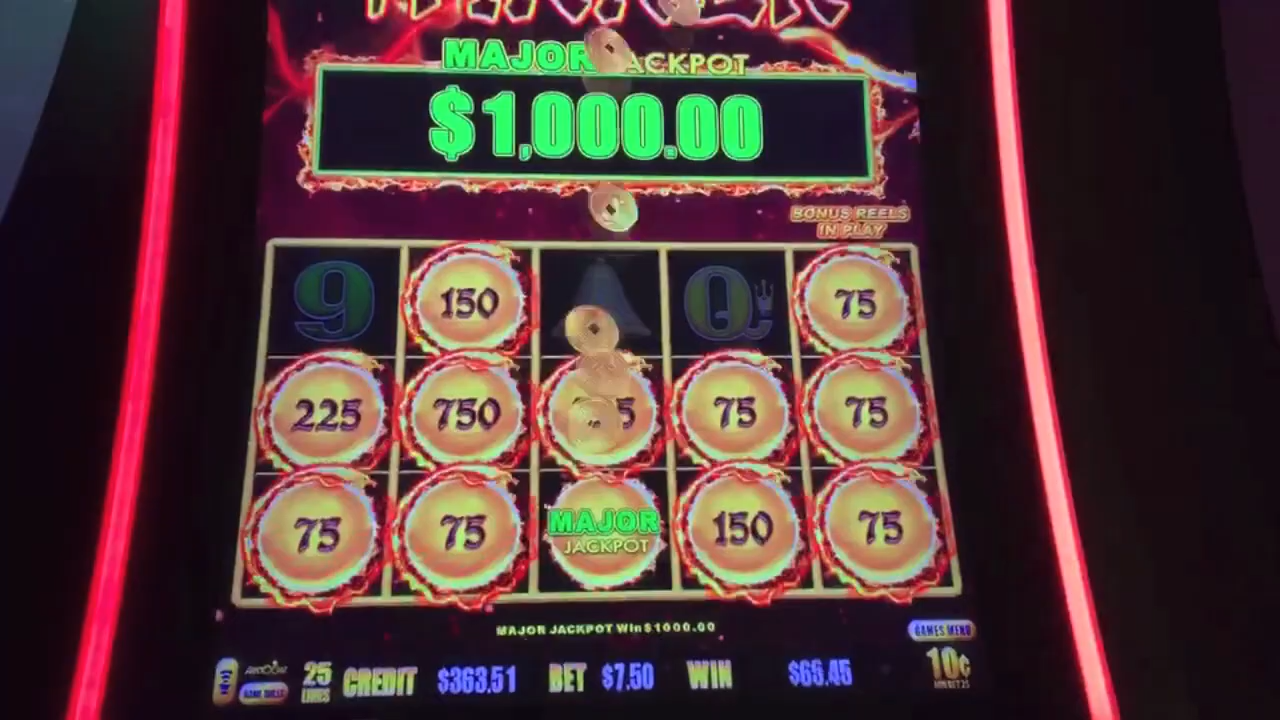 MAJOR JACKPOT
$1,000.00
BONUS REELS
IN PLAY
9 150 Q 75
225 750 75 75
75 75 MAJOR JACKPOT 150 75
MAJOR JACKPOT Win $1000.00
GAMES MENU
25 LINES CREDIT $363.51 BET $7.50 WIN $66.45 10¢